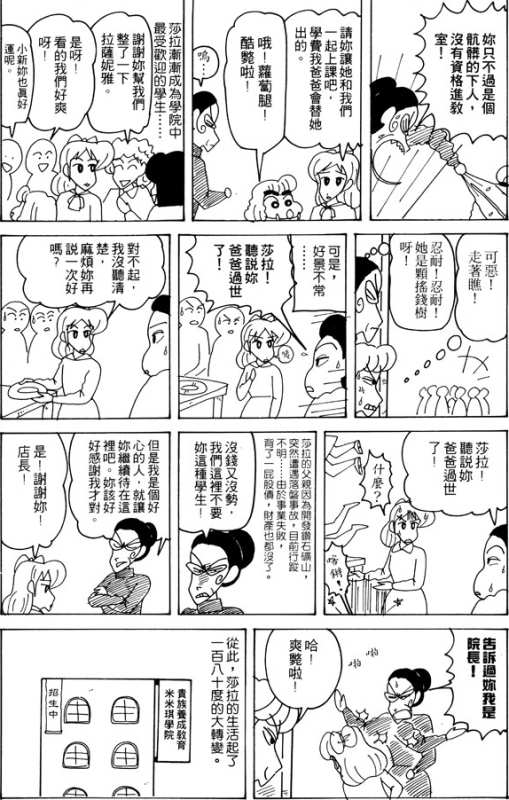 妳只不過是個
骯髒的下人，
沒有資格進教
室！
請妳讓她和我們
一起上課吧，
學費我爸爸會替她
出的。
哦！蘿蔔腿！
酷斃啦！
嗚…
莎拉漸漸成為學院中
最受歡迎的學生……
謝謝妳幫我們
整了一下
拉薩妮雅。
是呀！
看的我們好爽
呀！
小新妳也真好
運呢。
可惡！
走著瞧！
忍耐！忍耐！
她是顆搖錢樹
呀！
可是，
好景不常
…
莎拉！
聽說妳
爸爸過世
了！
對不起，
我沒聽清
楚，
麻煩妳再
說一次好
嗎？
莎拉！
聽說妳
爸爸過世
了！
什麼？
莎拉的父親因為開發鑽石礦山，
突然遭遇落盤事故，目前行蹤
不明……由於事業失敗，
背了一屁股債，財產也都沒了。
沒錢又沒勢，
我們這裡不要
妳這種學生！
但是我是個好
心的人，就讓
妳繼續待在這
裡吧。妳該好
好感謝我才對。
是！謝謝妳！
店長！
告訴過妳我是
院長！
哈！
爽斃啦！
從此，莎拉的生活起了
一百八十度的大轉變。
貴族養成教育
米米琪學院
招生中